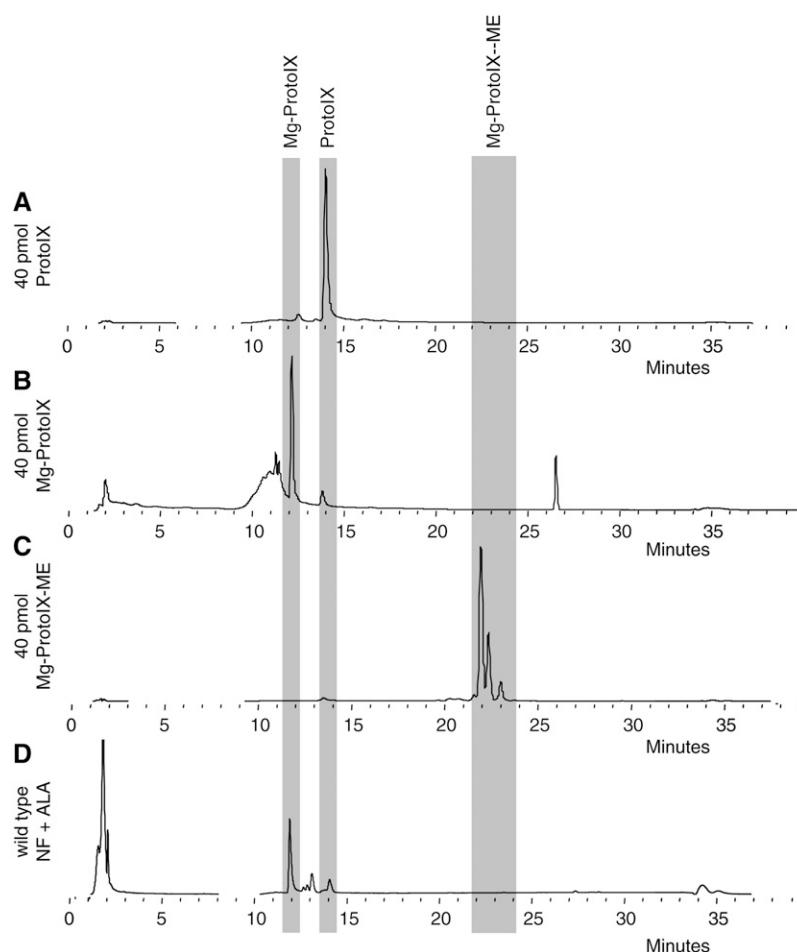 Mg-ProtoIX
ProtoIX
Mg-ProtoIX--ME
A
40 pmol
ProtoIX
0 5 10 15 20 25 30 35
Minutes
B
40 pmol
Mg-ProtoIX
0 5 10 15 20 25 30 35
Minutes
C
40 pmol
Mg-ProtoIX-ME
0 5 10 15 20 25 30 35
Minutes
D
wild type
NF + ALA
0 5 10 15 20 25 30 35
Minutes